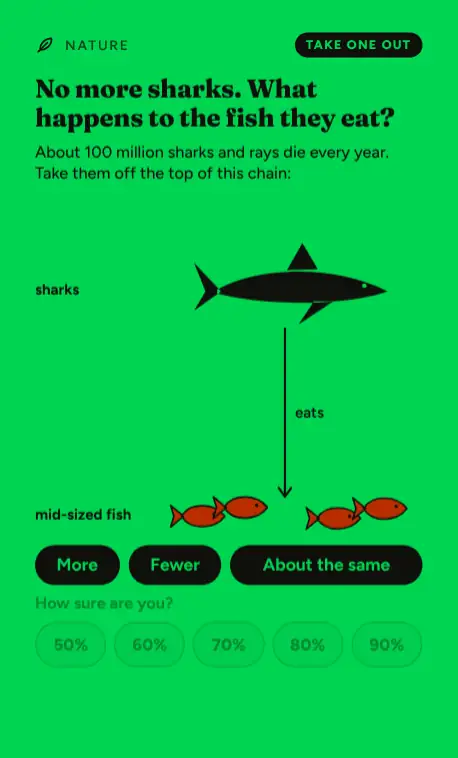 NATURE
TAKE ONE OUT
No more sharks. What
happens to the fish they eat?
About 100 million sharks and rays die every year.
Take them off the top of this chain:
sharks
eats
mid-sized fish
More
Fewer
About the same
How sure are you?
50%
60%
70%
80%
90%